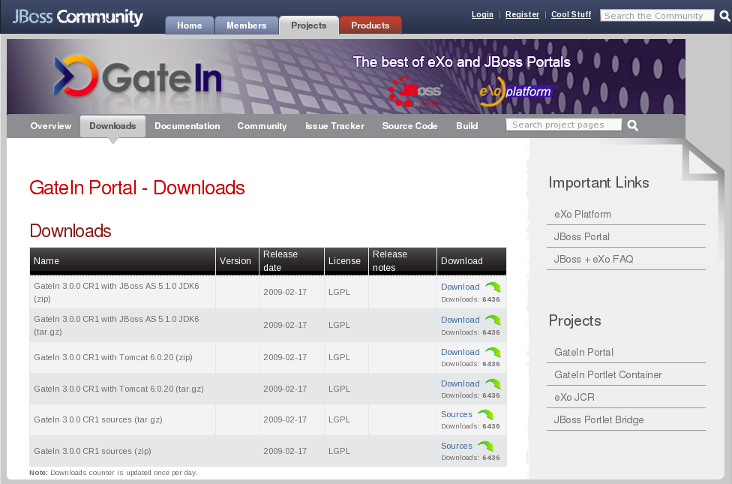 JBoss Community
Home Members Projects Products
Login | Register | Cool Stuff
Search the Community
GateIn
The best of eXo and JBoss Portals
JBoss
eXo platform
Overview Downloads Documentation Community Issue Tracker Source Code Build
Search project pages
GateIn Portal - Downloads
Downloads
Name Version Release date License Release notes Download
GateIn 3.0.0 CR1 with JBoss AS 5.1.0 JDK6 (zip) 2009-02-17 LGPL Download
Downloads: 6436
GateIn 3.0.0 CR1 with JBoss AS 5.1.0 JDK6 (tar.gz) 2009-02-17 LGPL Download
Downloads: 6436
GateIn 3.0.0 CR1 with Tomcat 6.0.20 (zip) 2009-02-17 LGPL Download
Downloads: 6436
GateIn 3.0.0 CR1 with Tomcat 6.0.20 (tar.gz) 2009-02-17 LGPL Download
Downloads: 6436
GateIn 3.0.0 CR1 sources (tar.gz) 2009-02-17 LGPL Sources
Downloads: 6436
GateIn 3.0.0 CR1 sources (zip) 2009-02-17 LGPL Sources
Downloads: 6436
Note: Downloads counter is updated once per day.
Important Links
eXo Platform
JBoss Portal
JBoss + eXo FAQ
Projects
GateIn Portal
GateIn Portlet Container
eXo JCR
JBoss Portlet Bridge